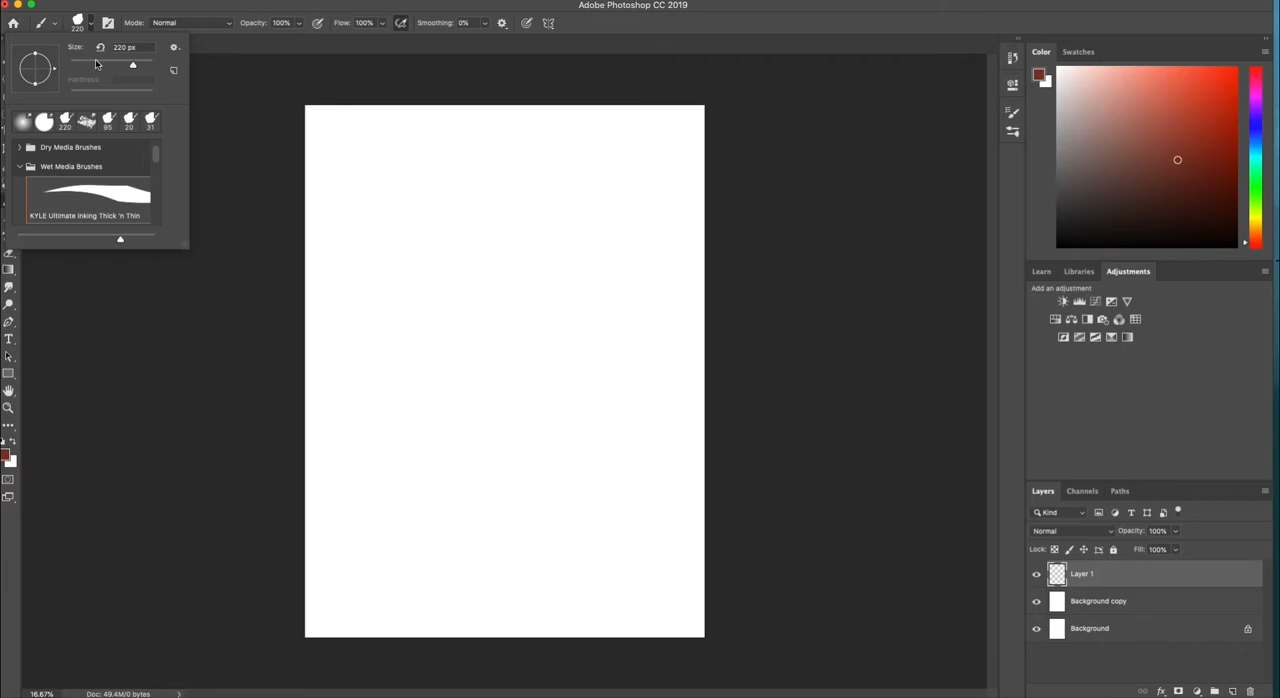 Adobe Photoshop CC 2019
220
Mode: Normal
Opacity: 100%
Flow: 100%
Smoothing: 0%
Size: 220 px
Hardness:
220
95
20
31
Dry Media Brushes
Wet Media Brushes
KYLE Ultimate Inking Thick 'n Thin
Color
Swatches
Learn
Libraries
Adjustments
Add an adjustment
Layers
Channels
Paths
Kind
Normal
Opacity: 100%
Lock:
Fill: 100%
Layer 1
Background copy
Background
16.67%
Doc: 49.4M/0 bytes